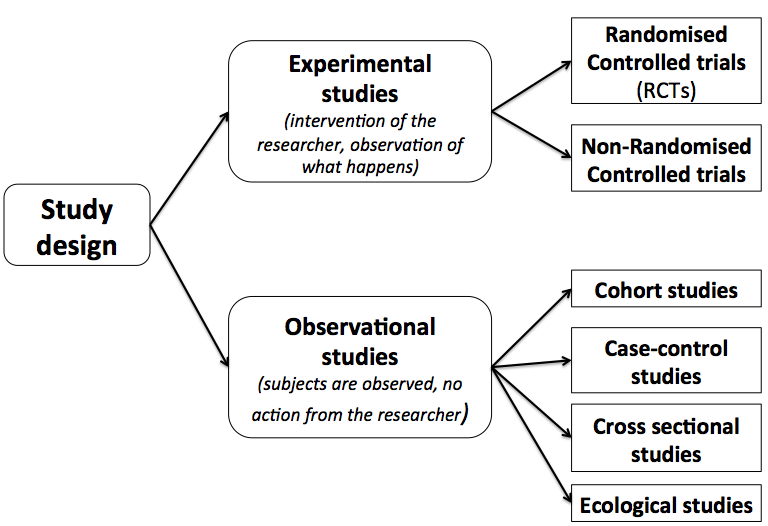 Study
design
Experimental
studies
(intervention of the
researcher, observation of
what happens)
Randomised
Controlled trials
(RCTs)
Non-Randomised
Controlled trials
Observational
studies
(subjects are observed, no
action from the researcher)
Cohort studies
Case-control
studies
Cross sectional
studies
Ecological studies